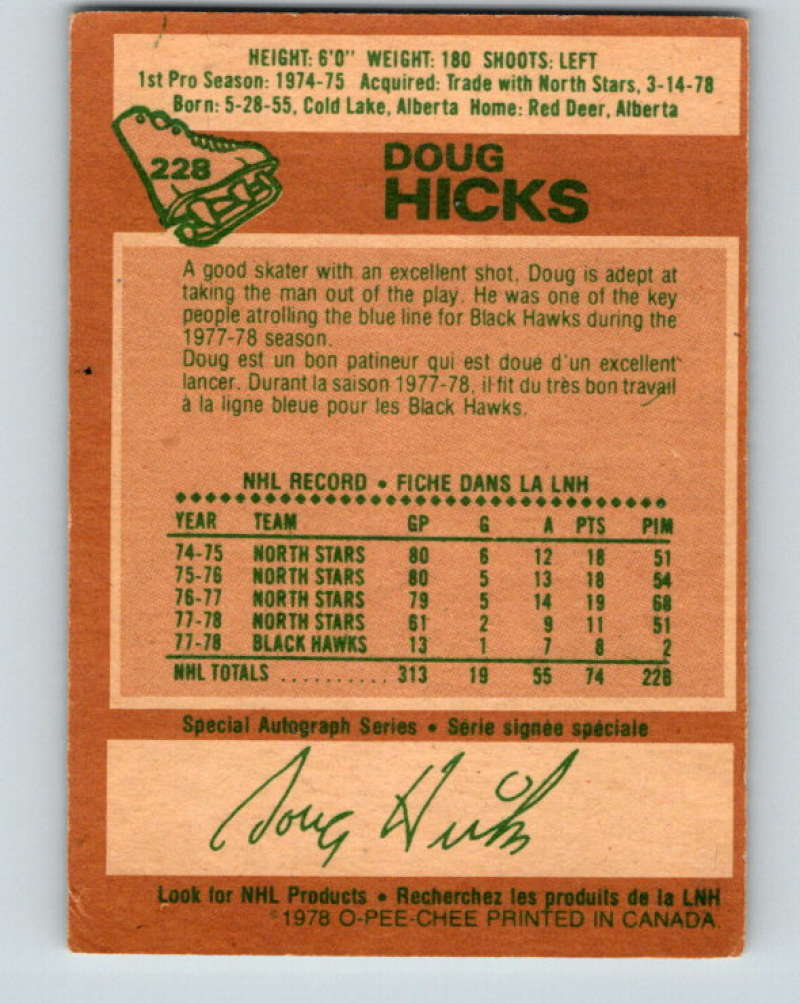 HEIGHT: 6'0" WEIGHT: 180 SHOOTS: LEFT
1st Pro Season: 1974-75 Acquired: Trade with North Stars, 3-14-78
Born: 5-28-55, Cold Lake, Alberta Home: Red Deer, Alberta
228
DOUG
HICKS
A good skater with an excellent shot, Doug is adept at
taking the man out of the play. He was one of the key
people atrolling the blue line for Black Hawks during the
1977-78 season.
Doug est un bon patineur qui est doué d'un excellent
lancer. Durant la saison 1977-78, il fit du très bon travail
à la ligne bleue pour les Black Hawks.
NHL RECORD • FICHE DANS LA LNH
YEAR TEAM GP G A PTS PIM
74-75 NORTH STARS 80 6 12 18 51
75-76 NORTH STARS 80 5 13 18 54
76-77 NORTH STARS 79 5 14 19 68
77-78 NORTH STARS 61 2 9 11 51
77-78 BLACK HAWKS 13 1 7 8 2
NHL TOTALS .......... 313 19 55 74 226
Special Autograph Series • Série signée spéciale
Doug Hicks
Look for NHL Products • Recherchez les produits de la LNH
©1978 O-PEE-CHEE PRINTED IN CANADA.